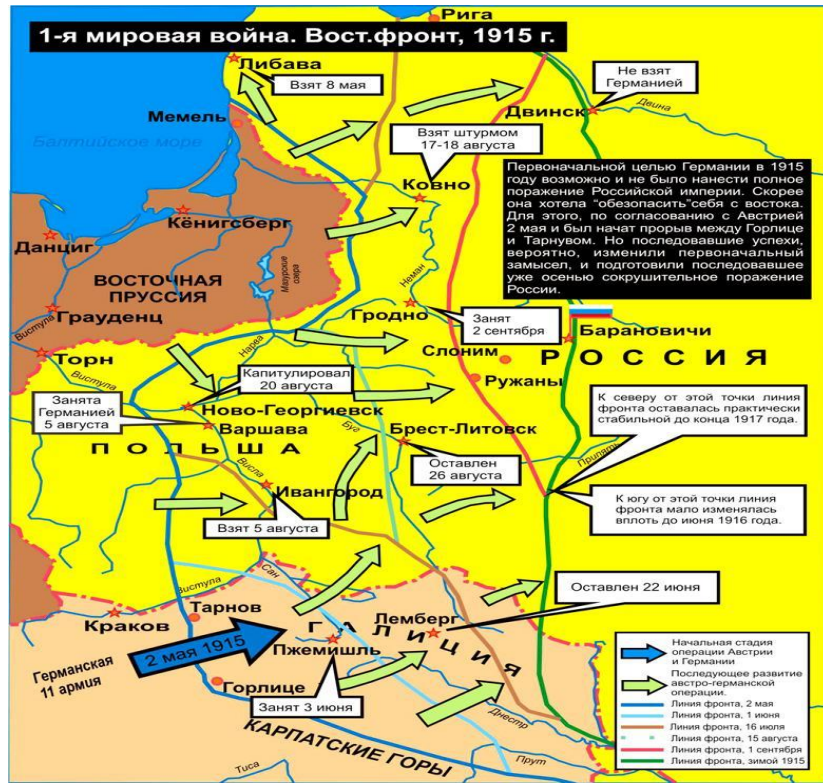 Рига
1-я мировая война. Вост.фронт, 1915 г.
Либава
Взят 8 мая
Не взят
Германией
Двинск
Двина
Мемель
Балтийское море
Взят штурмом
17-18 августа
Ковно
Первоначальной целью Германии в 1915
году возможно и не было нанести полное
поражение Российской империи. Скорее
она хотела "обезопасить"себя с востока.
Для этого, по согласованию с Австрией
2 мая и был начат прорыв между Горлице
и Тарнувом. Но последовавшие успехи,
вероятно, изменили первоначальный
замысел, и подготовили последовавшее
уже осенью сокрушительное поражение
России.
Кёнигсберг
Данциг
Мазурские
озера
ВОСТОЧНАЯ
ПРУССИЯ
Неман
Грауденц
Висtула
Гродно
Занят
2 сентября
Барановичи
Торн
Нарев
Слоним
РОССИЯ
Ружаны
Вистула
Капитулировал
20 августа
Занята
Германией
5 августа
Ново-Георгиевск
Варшава
К северу от этой точки линия
фронта оставалась практически
стабильной до конца 1917 года.
ПОЛЬША
Буг
Брест-Литовск
Припять
Висла
Оставлен
26 августа
Ивангород
Взят 5 августа
К югу от этой точки линия
фронта мало изменялась
вплоть до июня 1916 года.
Вистула
Сан
Оставлен 22 июня
Краков
Тарнов
ГАЛИЦИЯ
Лемберг
2 мая 1915
Пжемишль
Германская
11 армия
Горлице
Занят 3 июня
Днестр
КАРПАТСКИЕ ГОРЫ
Тиса
Прут
Начальная стадия
операции Австрии
и Германии
Последующее развитие
австро-германской
операции.
Линия фронта, 2 мая
Линия фронта, 1 июня
Линия фронта, 16 июля
Линия фронта, 15 августа
Линия фронта, 1 сентября
Линия фронта, зимой 1915